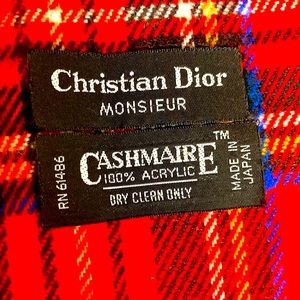 Christian Dior
MONSIEUR
CASHMAIRE™
100% ACRYLIC
DRY CLEAN ONLY
RN 61486
MADE IN
JAPAN